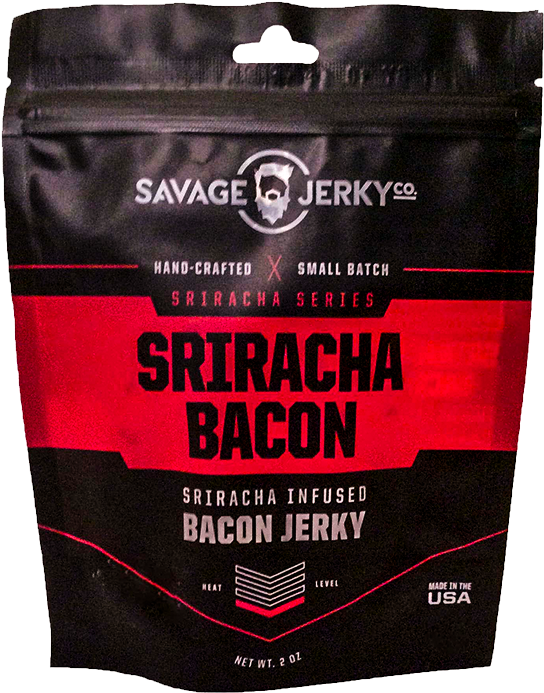 SAVAGE JERKY CO.
HAND-CRAFTED X SMALL BATCH
SRIRACHA SERIES
SRIRACHA
BACON
SRIRACHA INFUSED
BACON JERKY
HEAT LEVEL
MADE IN THE
USA
NET WT. 2 OZ